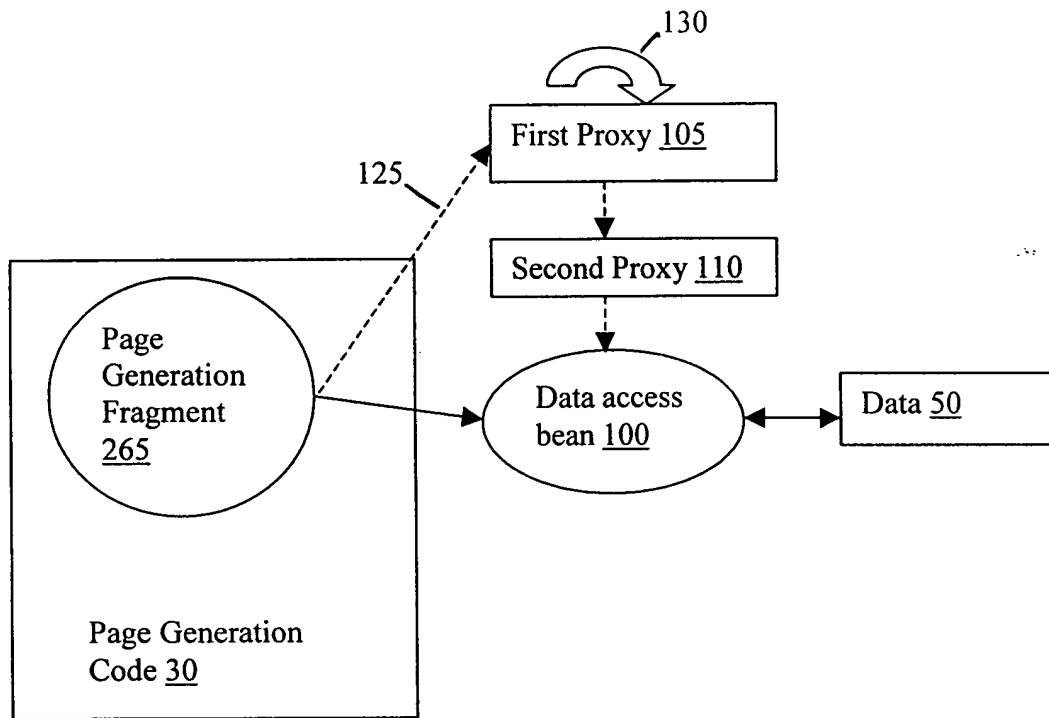 130
First Proxy 105
125
Second Proxy 110
Page
Generation
Fragment
265
Data access
bean 100
Data 50
Page Generation
Code 30